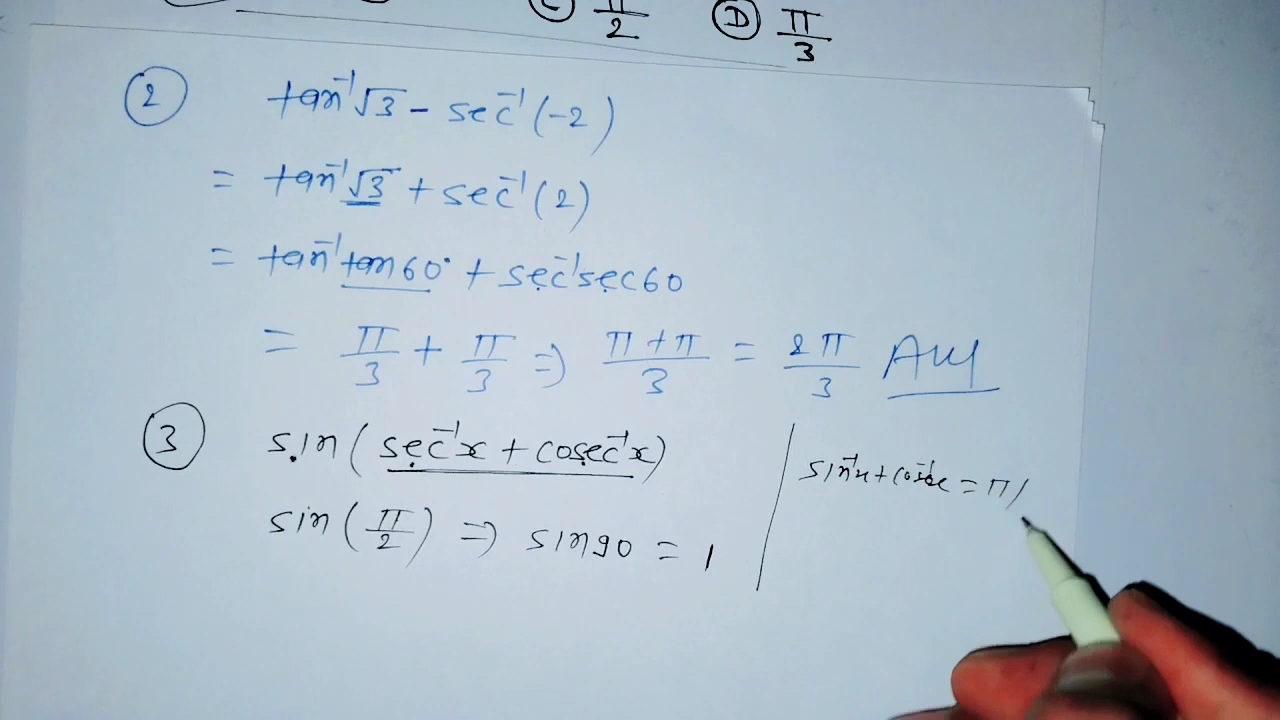 Ⓒ π/2 Ⓓ π/3
② tan⁻¹√3 - sec⁻¹(-2)
= tan⁻¹√3 + sec⁻¹(2)
= tan⁻¹tan60° + sec⁻¹sec60
= π/3 + π/3 ⇒ (π+π)/3 = 2π/3 Ans
③ sin(sec⁻¹x + cosec⁻¹x)
sin(π/2) ⇒ sin90 = 1
sin⁻¹x + cos⁻¹x = π/